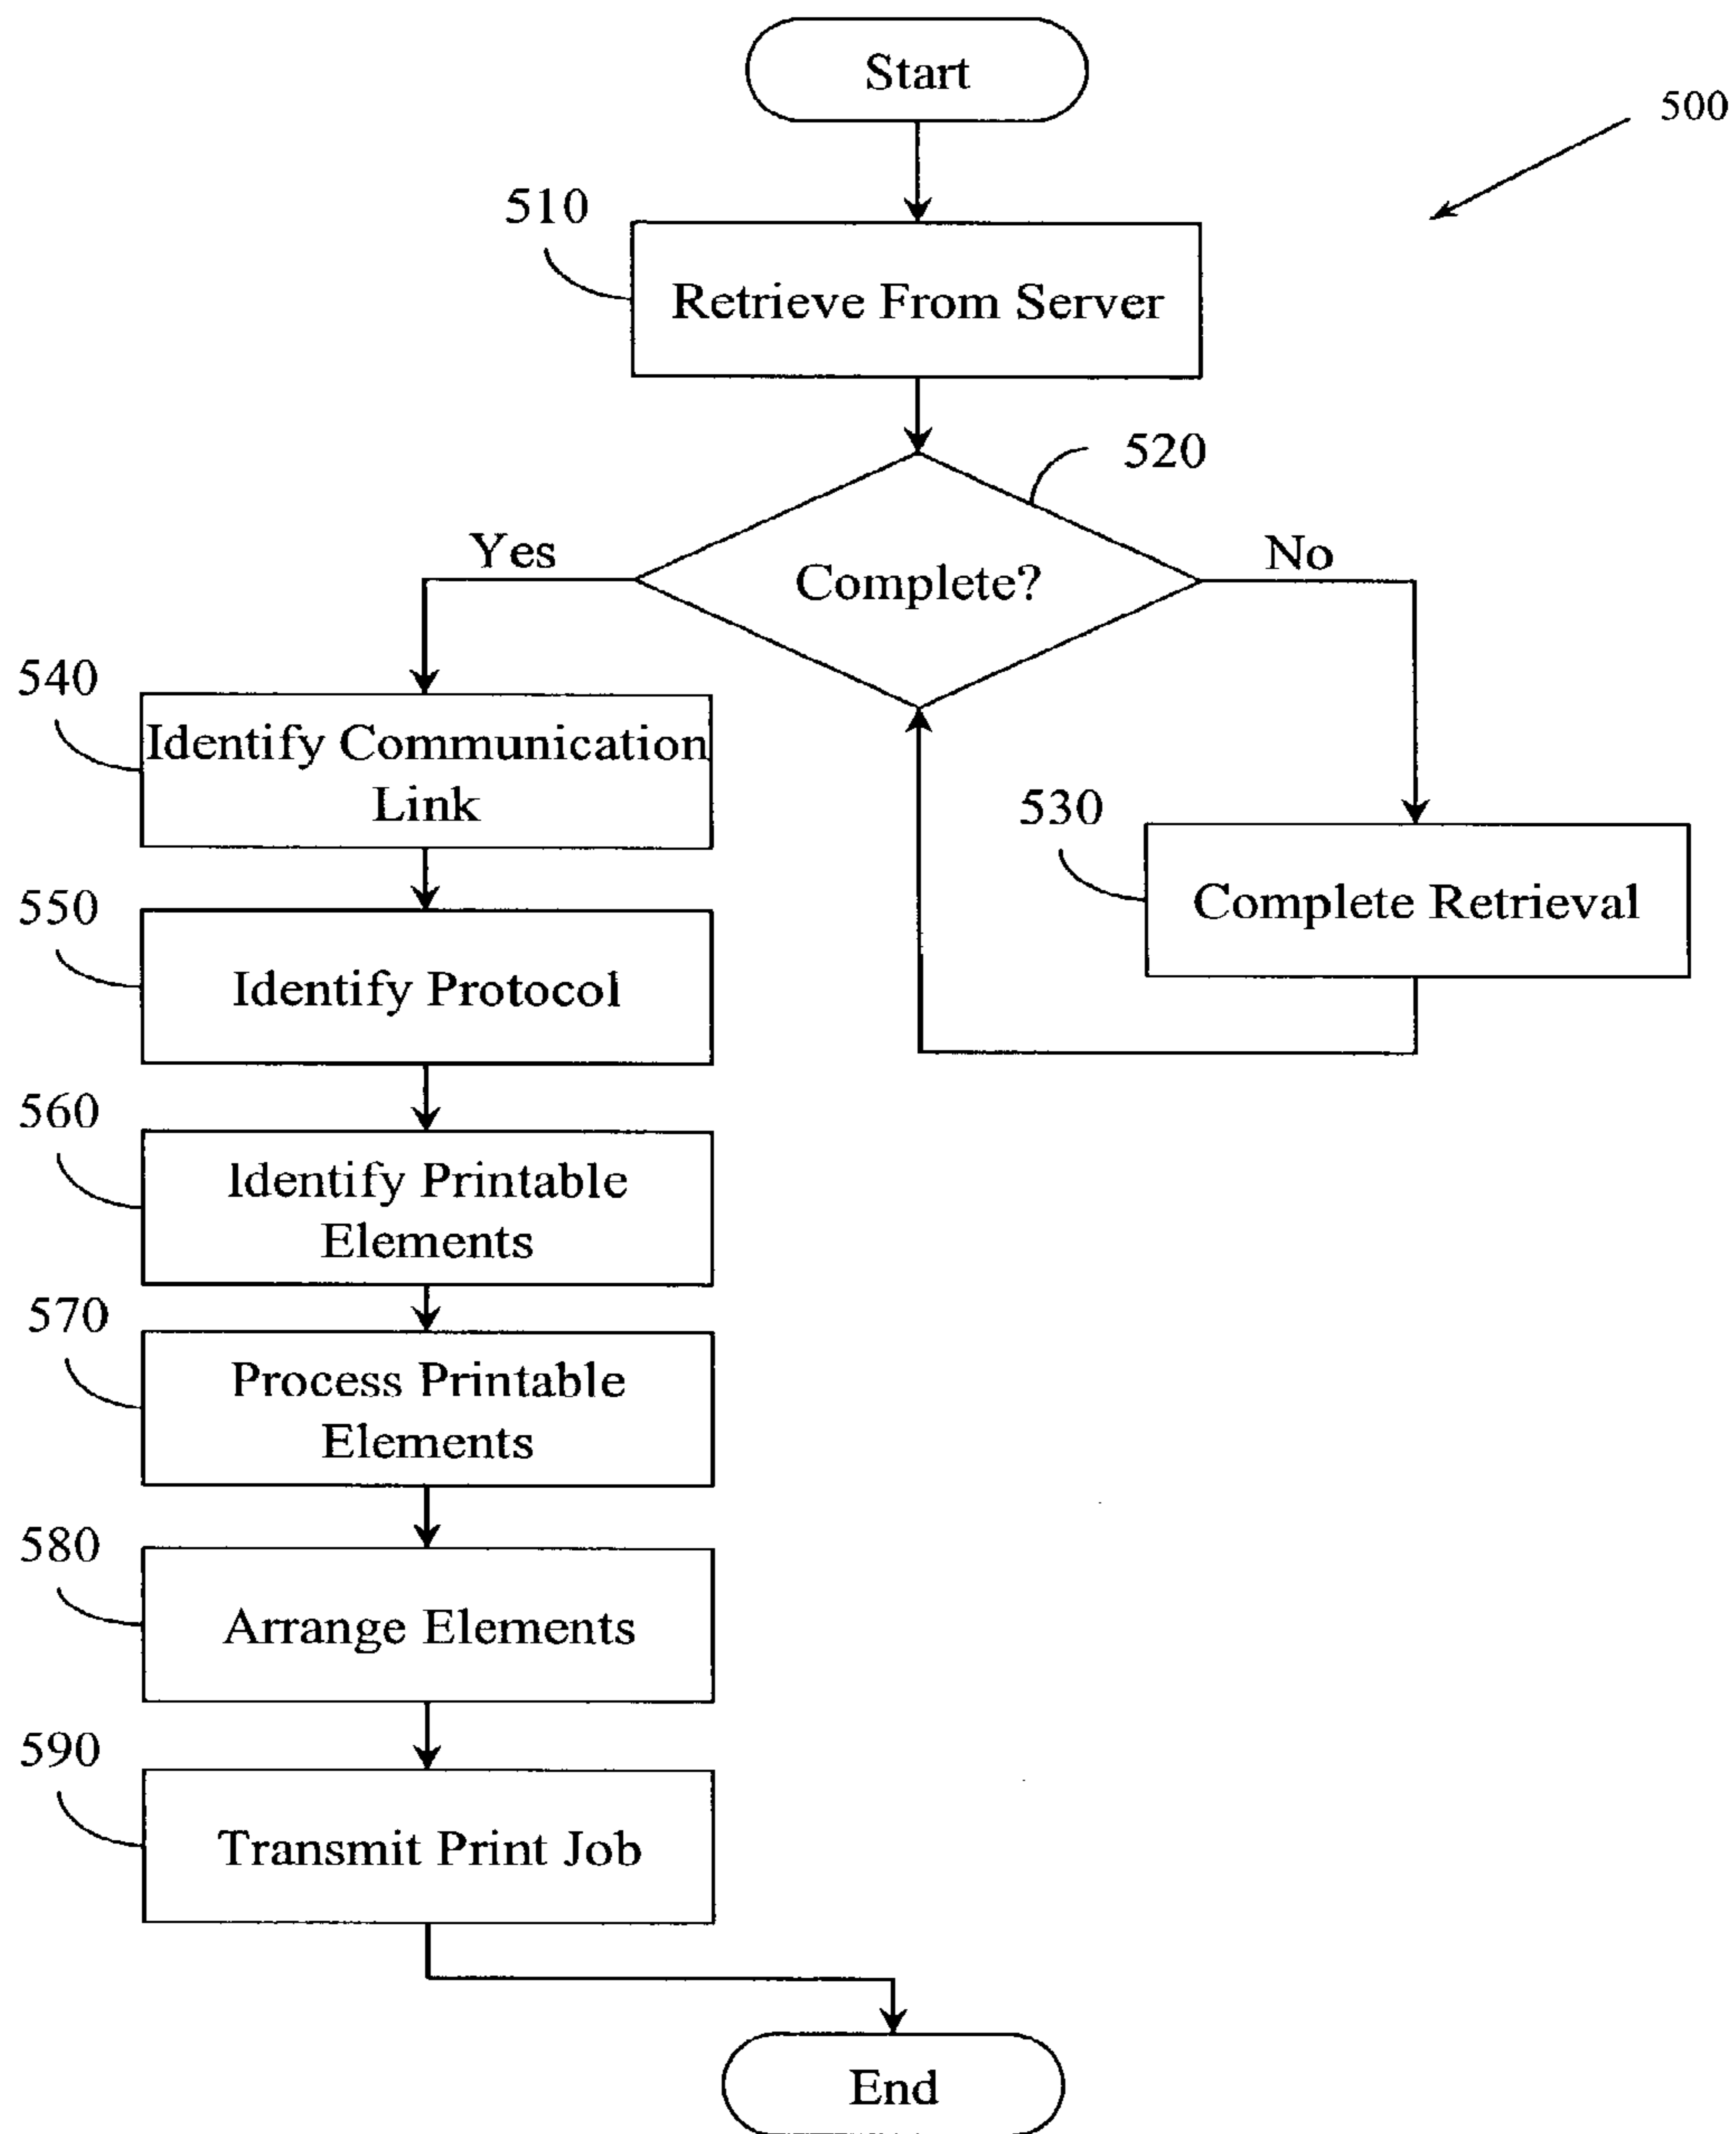 Start
500
510
Retrieve From Server
520
Yes
Complete?
No
540
Identify Communication
Link
530
Complete Retrieval
550
Identify Protocol
560
Identify Printable
Elements
570
Process Printable
Elements
580
Arrange Elements
590
Transmit Print Job
End